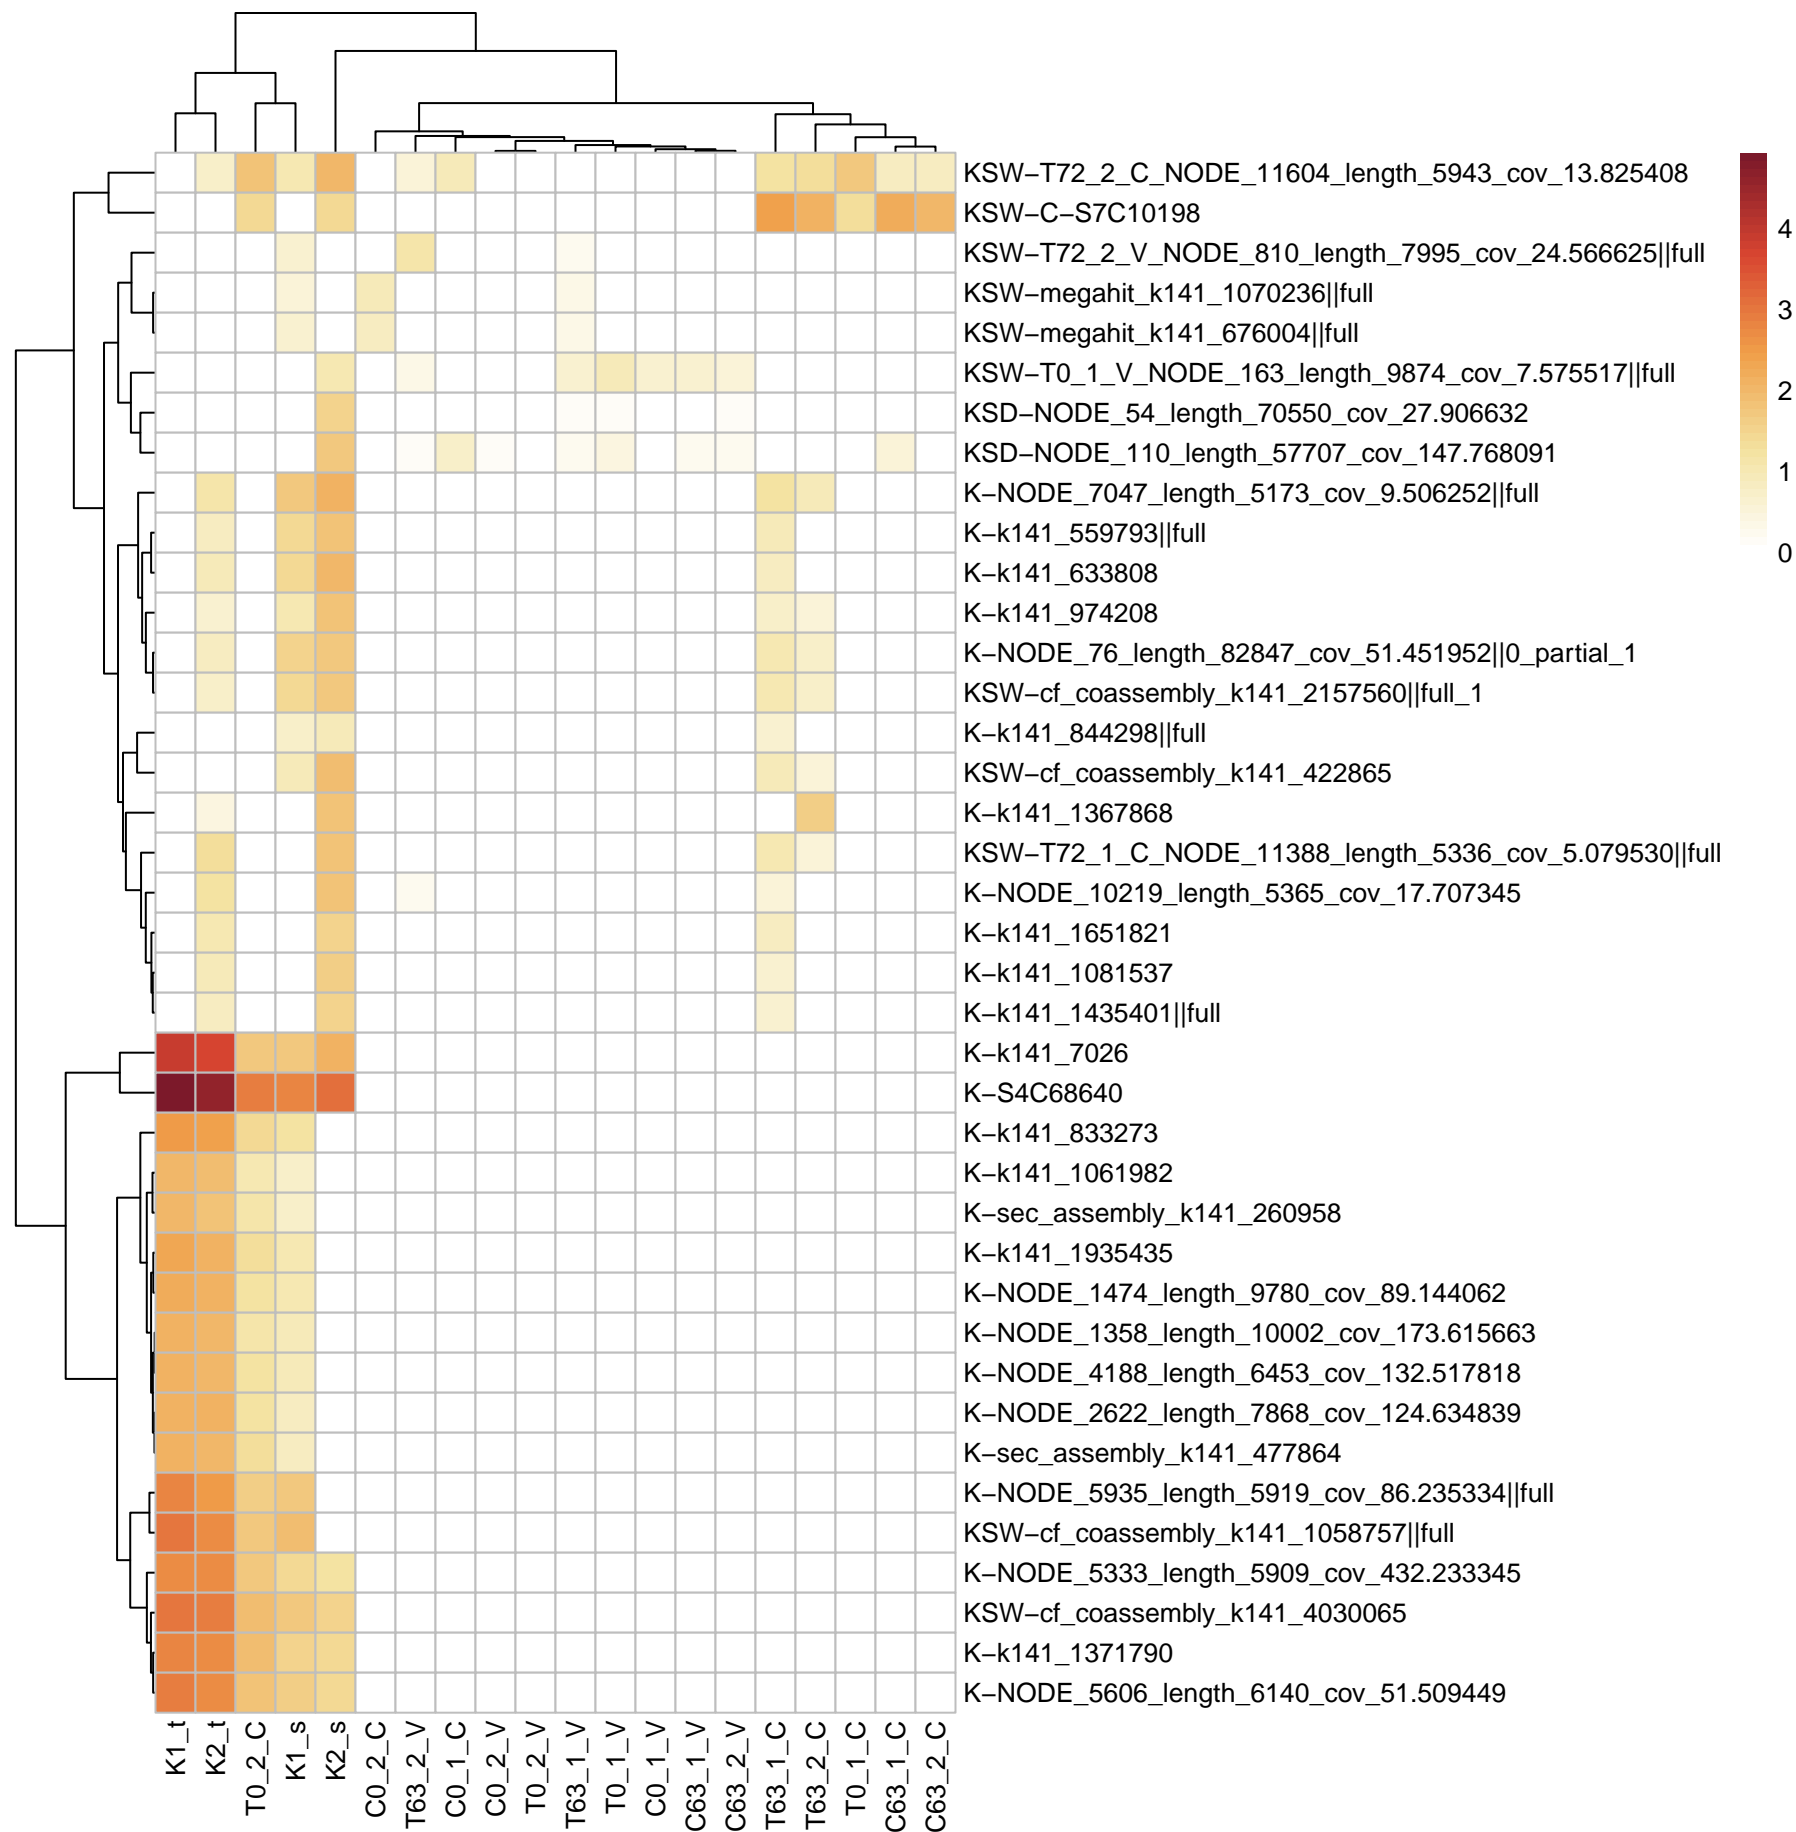 KSW−T72_2_C_NODE_11604_length_5943_cov_13.825408
KSW−C−S7C10198
KSW−T72_2_V_NODE_810_length_7995_cov_24.566625||full
KSW−megahit_k141_1070236||full
KSW−megahit_k141_676004||full
KSW−T0_1_V_NODE_163_length_9874_cov_7.575517||full
KSD−NODE_54_length_70550_cov_27.906632
KSD−NODE_110_length_57707_cov_147.768091
K−NODE_7047_length_5173_cov_9.506252||full
K−k141_559793||full
K−k141_633808
K−k141_974208
K−NODE_76_length_82847_cov_51.451952||0_partial_1
KSW−cf_coassembly_k141_2157560||full_1
K−k141_844298||full
KSW−cf_coassembly_k141_422865
K−k141_1367868
KSW−T72_1_C_NODE_11388_length_5336_cov_5.079530||full
K−NODE_10219_length_5365_cov_17.707345
K−k141_1651821
K−k141_1081537
K−k141_1435401||full
K−k141_7026
K−S4C68640
K−k141_833273
K−k141_1061982
K−sec_assembly_k141_260958
K−k141_1935435
K−NODE_1474_length_9780_cov_89.144062
K−NODE_1358_length_10002_cov_173.615663
K−NODE_4188_length_6453_cov_132.517818
K−NODE_2622_length_7868_cov_124.634839
K−sec_assembly_k141_477864
K−NODE_5935_length_5919_cov_86.235334||full
KSW−cf_coassembly_k141_1058757||full
K−NODE_5333_length_5909_cov_432.233345
KSW−cf_coassembly_k141_4030065
K−k141_1371790
K−NODE_5606_length_6140_cov_51.509449
4
3
2
1
0
K1_t
K2_t
T0_2_C
K1_s
K2_s
C0_2_C
T63_2_V
C0_1_C
C0_2_V
T0_2_V
T63_1_V
T0_1_V
C0_1_V
C63_1_V
C63_2_V
T63_1_C
T63_2_C
T0_1_C
C63_1_C
C63_2_C